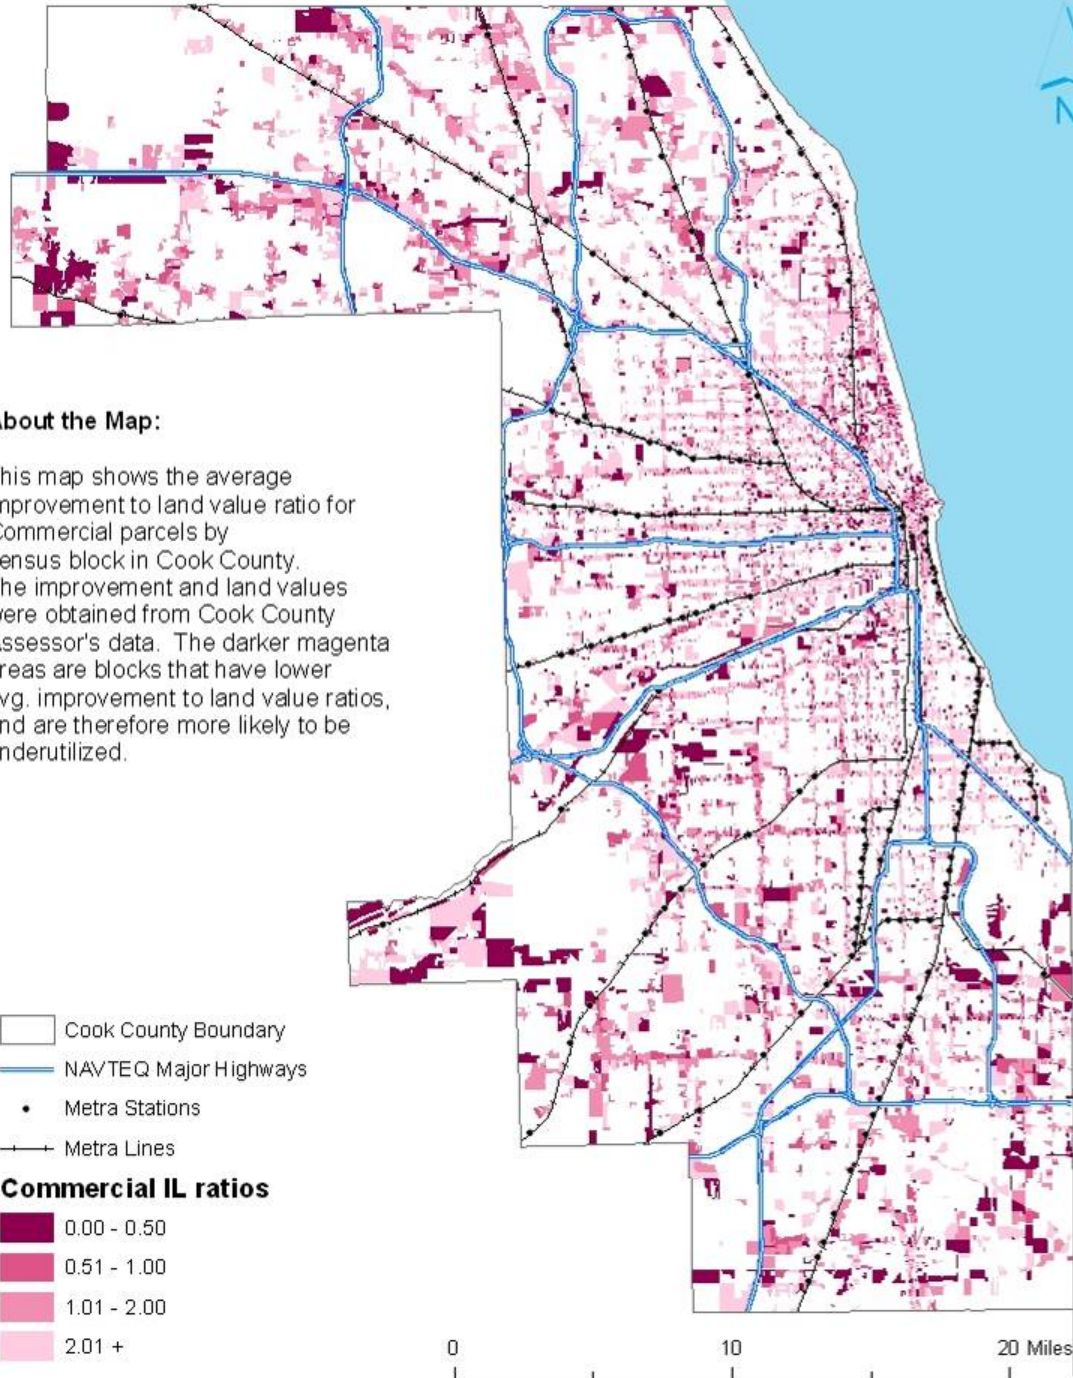 N
About the Map:
his map shows the average
mprovement to land value ratio for
Commercial parcels by
ensus block in Cook County.
he improvement and land values
were obtained from Cook County
Assessor's data. The darker magenta
reas are blocks that have lower
vg. improvement to land value ratios,
nd are therefore more likely to be
nderutilized.
Cook County Boundary
NAVTEQ Major Highways
Metra Stations
Metra Lines
Commercial IL ratios
0.00 - 0.50
0.51 - 1.00
1.01 - 2.00
2.01 +
0 10 20 Miles